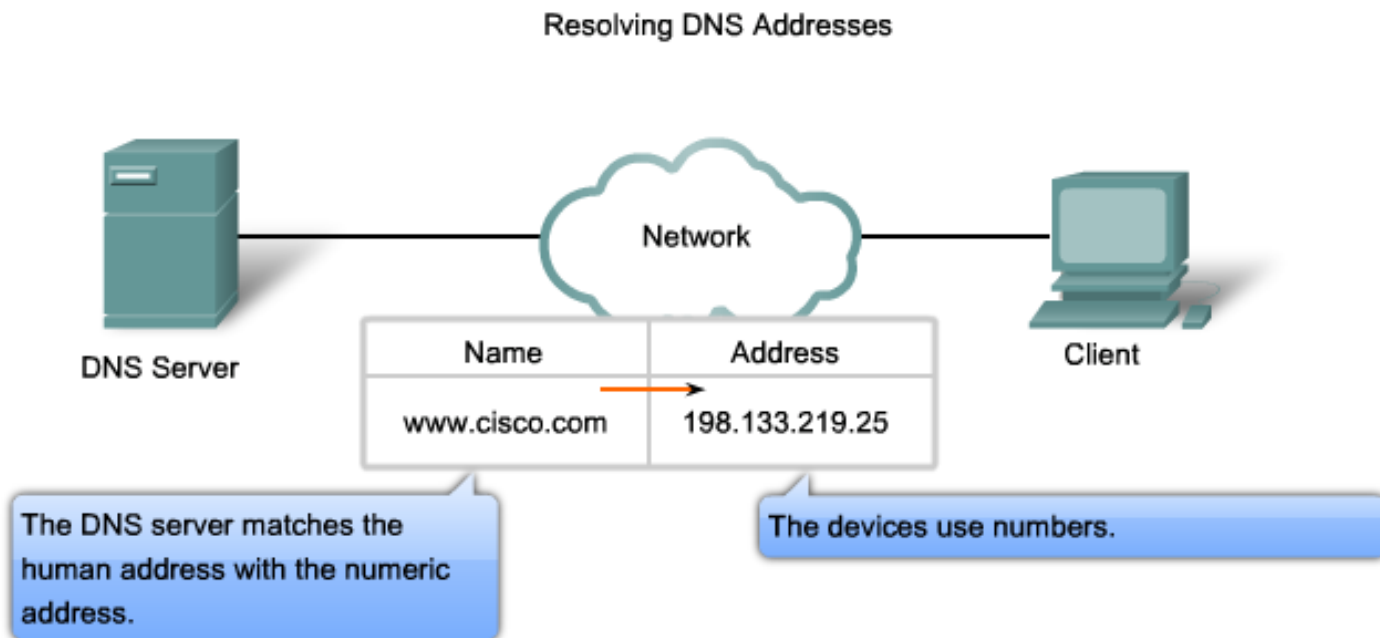 Resolving DNS Addresses
Network
DNS Server
Client
Name Address
www.cisco.com 198.133.219.25
The DNS server matches the
human address with the numeric
address.
The devices use numbers.